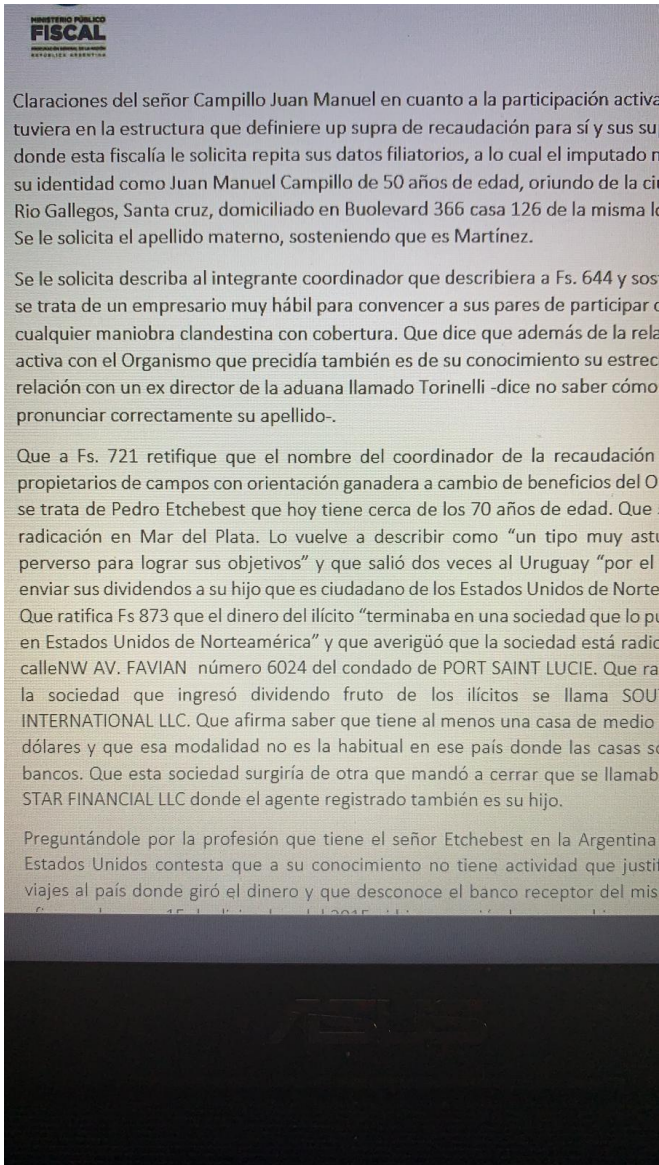 MINISTERIO PÚBLICO
FISCAL
PROCURACIÓN GENERAL DE LA NACIÓN
REPÚBLICA ARGENTINA
Claraciones del señor Campillo Juan Manuel en cuanto a la participación activa
tuviera en la estructura que definiere up supra de recaudación para sí y sus su
donde esta fiscalía le solicita repita sus datos filiatorios, a lo cual el imputado
su identidad como Juan Manuel Campillo de 50 años de edad, oriundo de la
Rio Gallegos, Santa cruz, domiciliado en Buolevard 366 casa 126 de la misma
Se le solicita el apellido materno, sosteniendo que es Martínez.
Se le solicita describa al integrante coordinador que describiera a Fs. 644 y
se trata de un empresario muy hábil para convencer a sus pares de participar
cualquier maniobra clandestina con cobertura. Que dice que además de la
activa con el Organismo que precidía también es de su conocimiento su
relación con un ex director de la aduana llamado Torinelli -dice no saber cómo
pronunciar correctamente su apellido-.
Que a Fs. 721 retifique que el nombre del coordinador de la recaudación
propietarios de campos con orientación ganadera a cambio de beneficios del O
se trata de Pedro Etchebest que hoy tiene cerca de los 70 años de edad. Que
radicación en Mar del Plata. Lo vuelve a describir como “un tipo muy
perverso para lograr sus objetivos” y que salió dos veces al Uruguay “por el
enviar sus dividendos a su hijo que es ciudadano de los Estados Unidos de Norte
Que ratifica Fs 873 que el dinero del ilícito “terminaba en una sociedad que lo
en Estados Unidos de Norteamérica” y que averigüó que la sociedad está
calleNW AV. FAVIAN número 6024 del condado de PORT SAINT LUCIE. Que
la sociedad que ingresó dividendo fruto de los ilícitos se llama SOU
INTERNATIONAL LLC. Que afirma saber que tiene al menos una casa de medio
dólares y que esa modalidad no es la habitual en ese país donde las casas
bancos. Que esta sociedad surgiría de otra que mandó a cerrar que se llamab
STAR FINANCIAL LLC donde el agente registrado también es su hijo.
Preguntándole por la profesión que tiene el señor Etchebest en la Argentina
Estados Unidos contesta que a su conocimiento no tiene actividad que
viajes al país donde giró el dinero y que desconoce el banco receptor del mis
ASUS